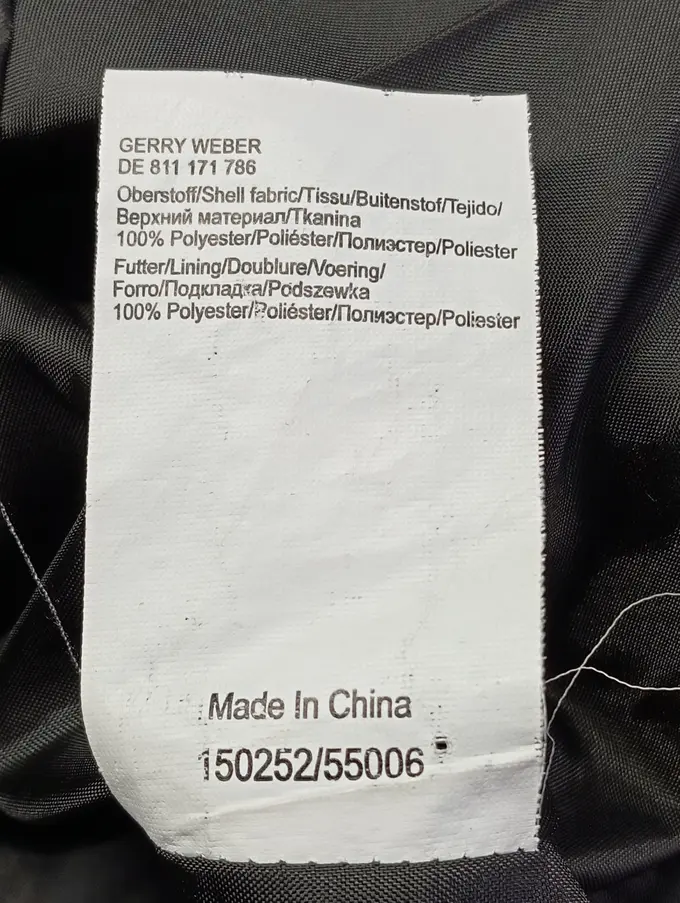 GERRY WEBER
DE 811 171 786
Oberstoff/Shell fabric/Tissu/Buitenstof/Tejido/
Верхний материал/Tkanina
100% Polyester/Poliéster/Полиэстер/Poliester
Futter/Lining/Doublure/Voering/
Forro/Подкладка/Podszewka
100% Polyester/Poliéster/Полиэстер/Poliester
Made In China
150252/55006